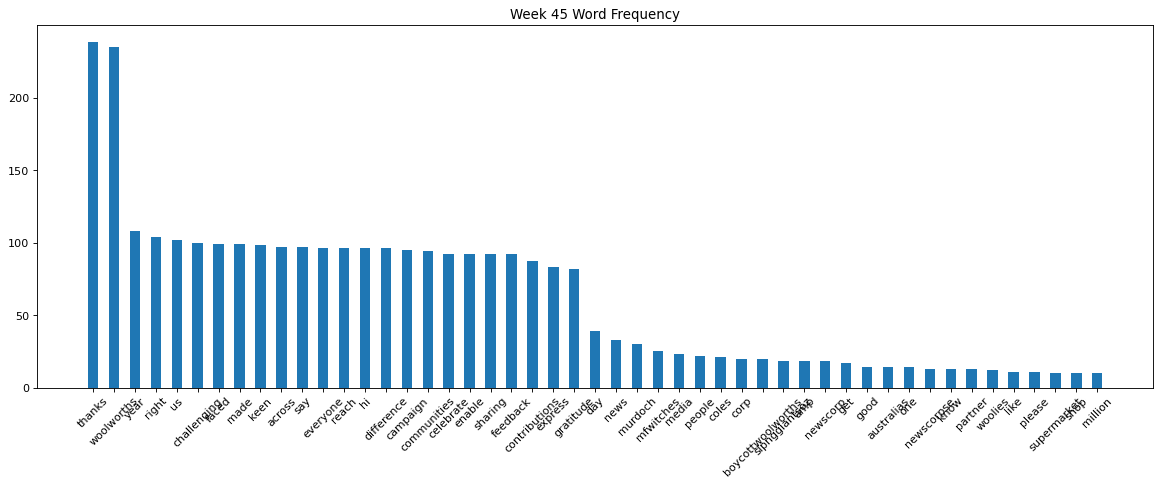 Week 45 Word Frequency
200
150
100
50
0
thanks
woolworths
year
right
us
challenging
faced
made
keen
across
say
everyone
reach
hi
difference
campaign
communities
celebrate
enable
sharing
feedback
contributions
express
gratitude
day
news
murdoch
mfwitches
media
people
coles
corp
boycottwoolworths
amp
newscorp
get
good
australias
one
newscorpse
know
partner
woolies
like
please
supermarket
shop
million